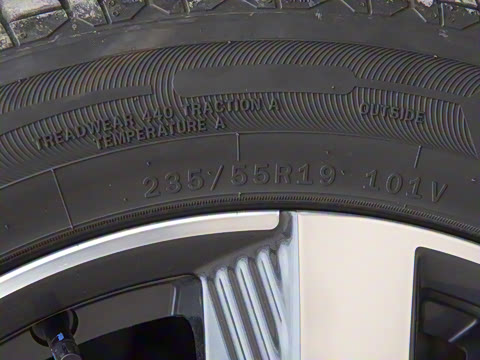 TREADWEAR 440 TRACTION A
TEMPERATURE A
OUTSIDE
235/55R19 101V